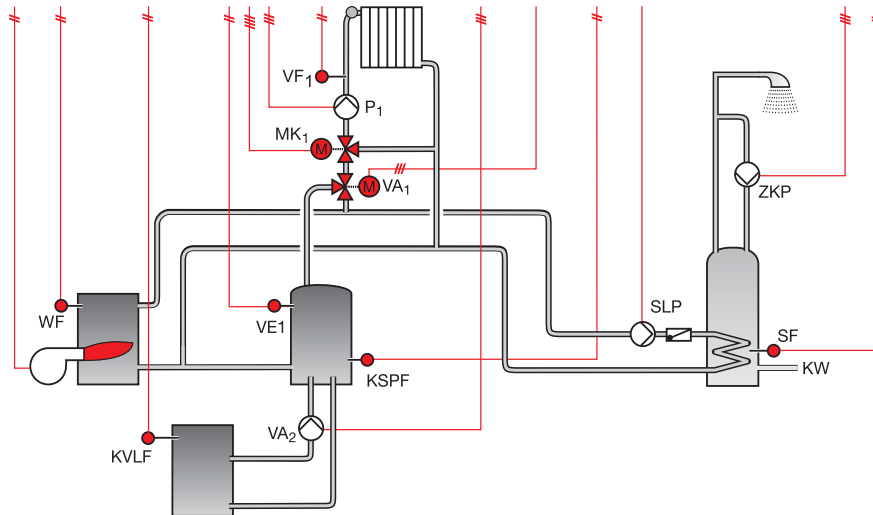 VF1
P1
MK1
M
M
VA1
ZKP
WF
VE1
SLP
SF
KSPF
KW
VA2
KVLF